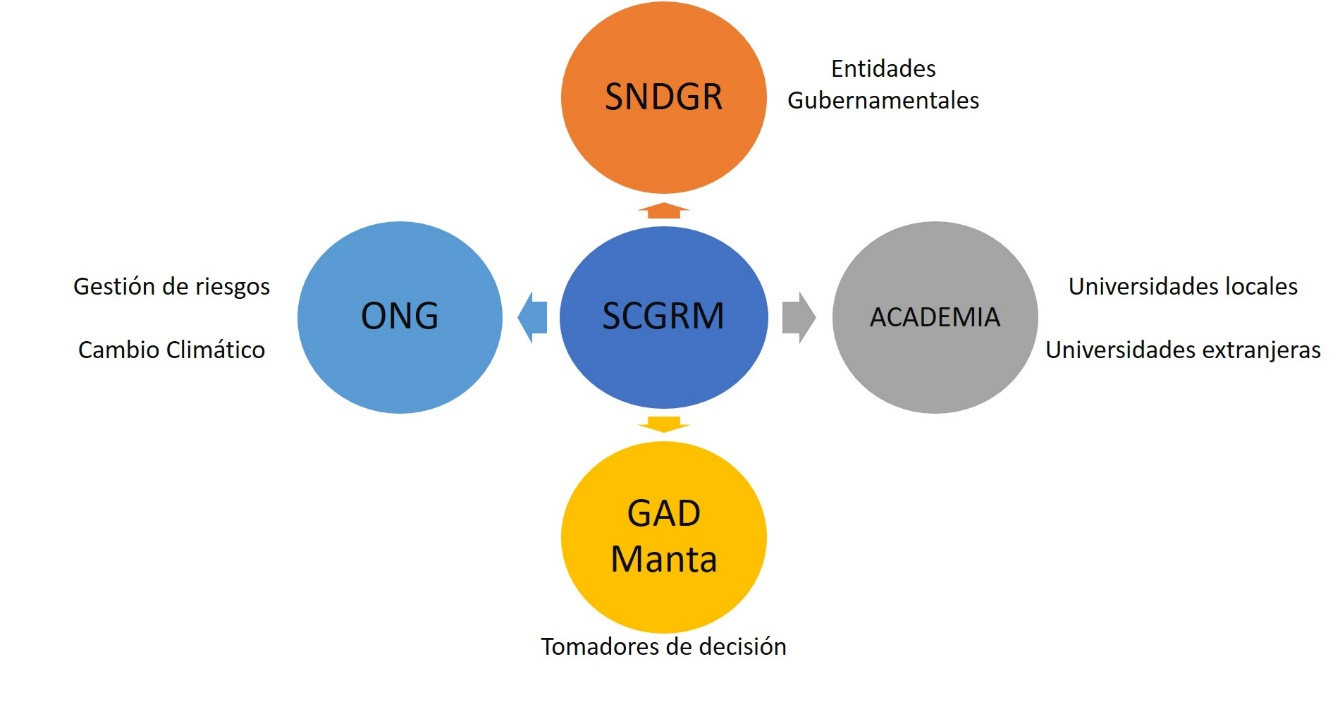 SNDGR
Entidades
Gubernamentales
Gestión de riesgos
Cambio Climático
ONG
SCGRM
ACADEMIA
Universidades locales
Universidades extranjeras
GAD
Manta
Tomadores de decisión